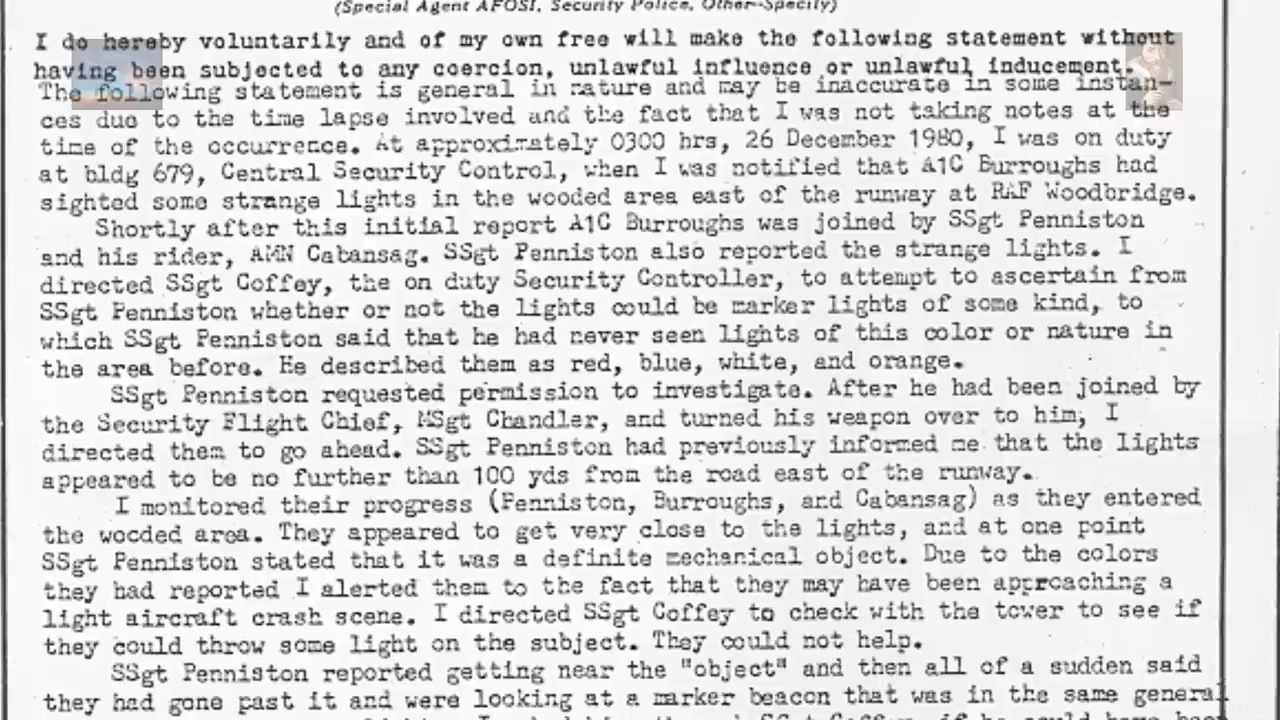 (Special Agent AFOSI, Security Police, Other-Specify)
I do hereby voluntarily and of my own free will make the following statement without
having been subjected to any coercion, unlawful influence or unlawful inducement.
The following statement is general in nature and may be inaccurate in some instan-
ces due to the time lapse involved and the fact that I was not taking notes at the
time of the occurrence. At approximately 0300 hrs, 26 December 1980, I was on duty
at bldg 679, Central Security Control, when I was notified that A1C Burroughs had
sighted some strange lights in the wooded area east of the runway at RAF Woodbridge.
Shortly after this initial report A1C Burroughs was joined by SSgt Penniston
and his rider, AMN Cabansag. SSgt Penniston also reported the strange lights. I
directed SSgt Coffey, the on duty Security Controller, to attempt to ascertain from
SSgt Penniston whether or not the lights could be marker lights of some kind, to
which SSgt Penniston said that he had never seen lights of this color or nature in
the area before. He described them as red, blue, white, and orange.
SSgt Penniston requested permission to investigate. After he had been joined by
the Security Flight Chief, MSgt Chandler, and turned his weapon over to him, I
directed them to go ahead. SSgt Penniston had previously informed me that the lights
appeared to be no further than 100 yds from the road east of the runway.
I monitored their progress (Penniston, Burroughs, and Cabansag) as they entered
the wooded area. They appeared to get very close to the lights, and at one point
SSgt Penniston stated that it was a definite mechanical object. Due to the colors
they had reported I alerted them to the fact that they may have been approaching a
light aircraft crash scene. I directed SSgt Coffey to check with the tower to see if
they could throw some light on the subject. They could not help.
SSgt Penniston reported getting near the "object" and then all of a sudden said
they had gone past it and were looking at a marker beacon that was in the same general